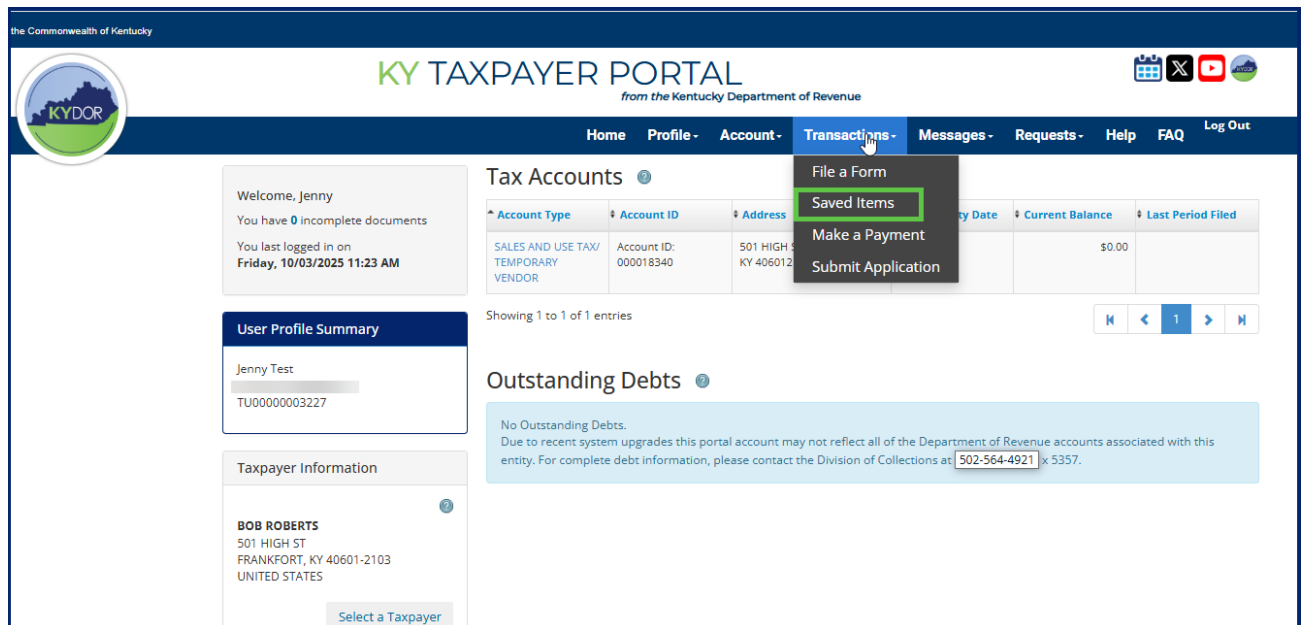 the Commonwealth of Kentucky
KYDOR
KY TAXPAYER PORTAL
from the Kentucky Department of Revenue
Home Profile Account Transactions Messages Requests Help FAQ Log Out
File a Form
Saved Items
Make a Payment
Submit Application
Welcome, Jenny
You have 0 incomplete documents
You last logged in on
Friday, 10/03/2025 11:23 AM
User Profile Summary
Jenny Test
TU00000003227
Taxpayer Information
BOB ROBERTS
501 HIGH ST
FRANKFORT, KY 40601-2103
UNITED STATES
Select a Taxpayer
Tax Accounts
Account Type Account ID Address Date Current Balance Last Period Filed
SALES AND USE TAX/ Account ID: 501 HIGH $0.00
TEMPORARY 000018340 KY 406012
VENDOR
Showing 1 to 1 of 1 entries
1
Outstanding Debts
No Outstanding Debts.
Due to recent system upgrades this portal account may not reflect all of the Department of Revenue accounts associated with this
entity. For complete debt information, please contact the Division of Collections at 502-564-4921 x 5357.